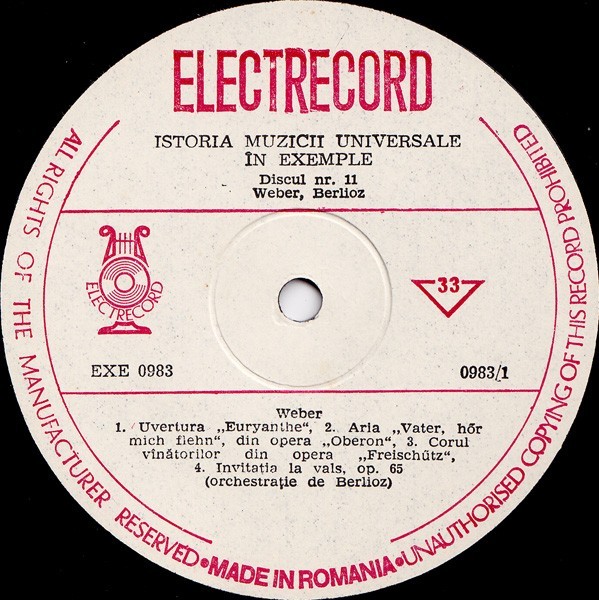 ELECTRECORD
ISTORIA MUZICII UNIVERSALE
ÎN EXEMPLE
Discul nr. 11
Weber, Berlioz
ELECTRECORD
33
EXE 0983
0983/1
Weber
1. Uvertura „Euryanthe“, 2. Aria „Vater, hör
mich flehn“, din opera „Oberon“, 3. Corul
vînătorilor din opera „Freischütz“,
4. Invitația la vals, op. 65
(orchestrație de Berlioz)
ALL RIGHTS OF THE MANUFACTURER RESERVED•MADE IN ROMANIA•UNAUTHORISED COPYING OF THIS RECORD PROHIBITED